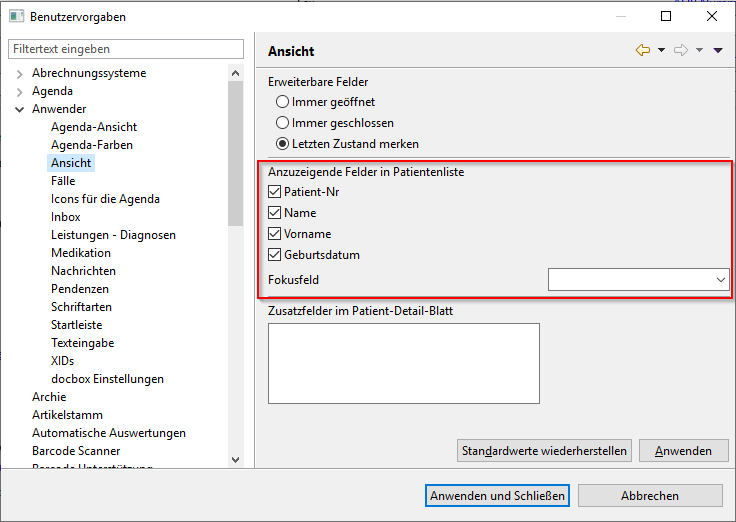 Benutzervorgaben
Filtertext eingeben
Abrechnungssysteme
Agenda
Anwender
Agenda-Ansicht
Agenda-Farben
Ansicht
Fälle
Icons für die Agenda
Inbox
Leistungen - Diagnosen
Medikation
Nachrichten
Pendenzen
Schriftarten
Startleiste
Texteingabe
XIDs
docbox Einstellungen
Archie
Artikelstamm
Automatische Auswertungen
Barcode Scanner
Barcode Unterstützung
Ansicht
Erweiterbare Felder
Immer geöffnet
Immer geschlossen
Letzten Zustand merken
Anzuzeigende Felder in Patientenliste
Patient-Nr
Name
Vorname
Geburtsdatum
Fokusfeld
Zusatzfelder im Patient-Detail-Blatt
Standardwerte wiederherstellen
Anwenden
Anwenden und Schließen
Abbrechen